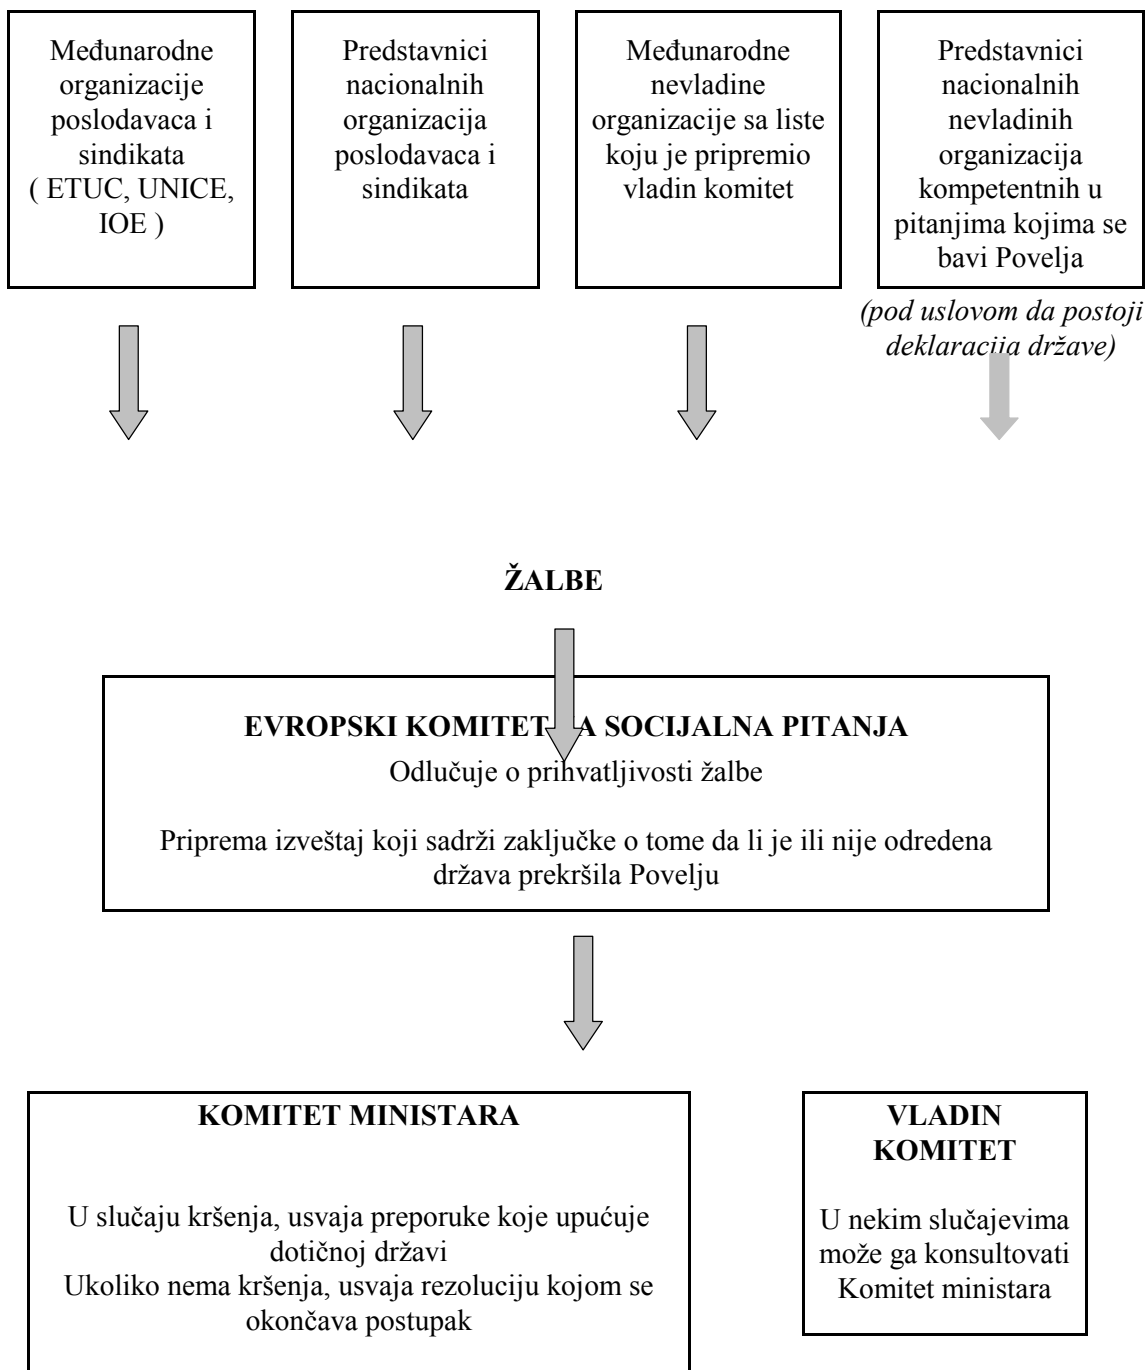 Međunarodne
organizacije
poslodavaca i
sindikata
( ETUC, UNICE,
IOE )
Predstavnici
nacionalnih
organizacija
poslodavaca i
sindikata
Međunarodne
nevladine
organizacije sa liste
koju je pripremio
vladin komitet
Predstavnici
nacionalnih
nevladinih
organizacija
kompetentnih u
pitanjima kojima se
bavi Povelja
(pod uslovom da postoji
deklaracija države)
ŽALBE
EVROPSKI KOMITET A SOCIJALNA PITANJA
Odlučuje o prihvatljivosti žalbe
Priprema izveštaj koji sadrži zaključke o tome da li je ili nije odredena
država prekršila Povelju
KOMITET MINISTARA
U slučaju kršenja, usvaja preporuke koje upućuje
dotičnoj državi
Ukoliko nema kršenja, usvaja rezoluciju kojom se
okončava postupak
VLADIN
KOMITET
U nekim slučajevima
može ga konsultovati
Komitet ministara